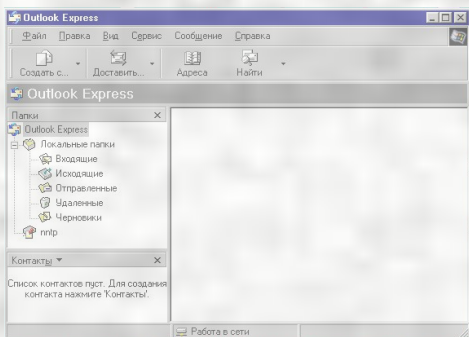 Outlook Express
Файл Правка Вид Сервис Сообщение Справка
Создать с... Доставить... Адреса Найти
Outlook Express
Папки
Outlook Express
Локальные папки
Входящие
Исходящие
Отправленные
Удаленные
Черновики
nntp
Контакты
Список контактов пуст. Для создания
контакта нажмите 'Контакты'.
Работа в сети